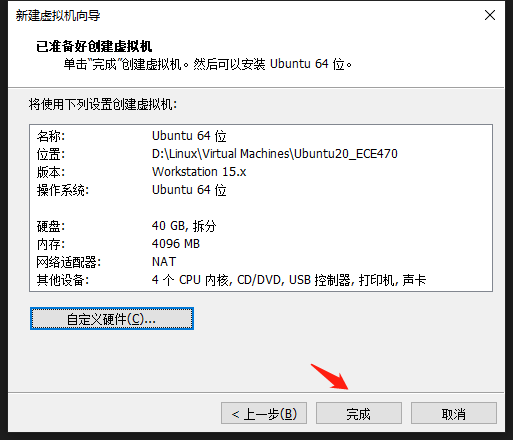 新建虚拟机向导
已准备好创建虚拟机
单击“完成”创建虚拟机。然后可以安装 Ubuntu 64 位。
将使用下列设置创建虚拟机:
名称: Ubuntu 64 位
位置: D:\Linux\Virtual Machines\Ubuntu20_ECE470
版本: Workstation 15.x
操作系统: Ubuntu 64 位
硬盘: 40 GB, 拆分
内存: 4096 MB
网络适配器: NAT
其他设备: 4 个 CPU 内核, CD/DVD, USB 控制器, 打印机, 声卡
自定义硬件(C)...
< 上一步(B) 完成 取消